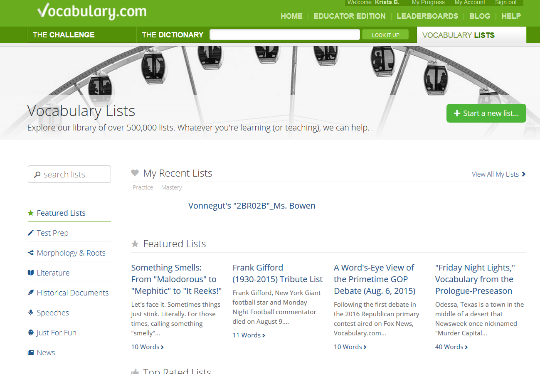 Vocabulary.com
Welcome Krista G. My Progress My Account Sign out
HOME | EDUCATOR EDITION | LEADERBOARDS | BLOG | HELP
THE CHALLENGE THE DICTIONARY LOOK IT UP VOCABULARY LISTS
Vocabulary Lists
Explore our library of over 500,000 lists. Whatever you're learning (or teaching), we can help.
+ Start a new list...
search lists
Featured Lists
Test Prep
Morphology & Roots
Literature
Historical Documents
Speeches
Just For Fun
News
My Recent Lists
View All My Lists
Practice Mastery
Vonnegut's "2BR02B"_Ms. Bowen
Featured Lists
Something Smells:
From "Malodorous" to
"Mephitic" to "It Reeks!"
Let's face it. Sometimes things
just stink. Literally. For those
times, calling something
"smelly"...
10 Words
Frank Gifford
(1930-2015) Tribute List
Frank Gifford, New York Giant
football star and Monday
Night Football commentator
died on August 9....
11 Words
A Word's-Eye View of
the Primetime GOP
Debate (Aug. 6, 2015)
Following the first debate in
the 2016 Republican primary
contest aired on Fox News,
Vocabulary.com...
10 Words
"Friday Night Lights,"
Vocabulary from the
Prologue-Preseason
Odessa, Texas is a town in the
middle of a desert that
Newsweek once nicknamed
"Murder Capital...
40 Words
Top Rated Lists